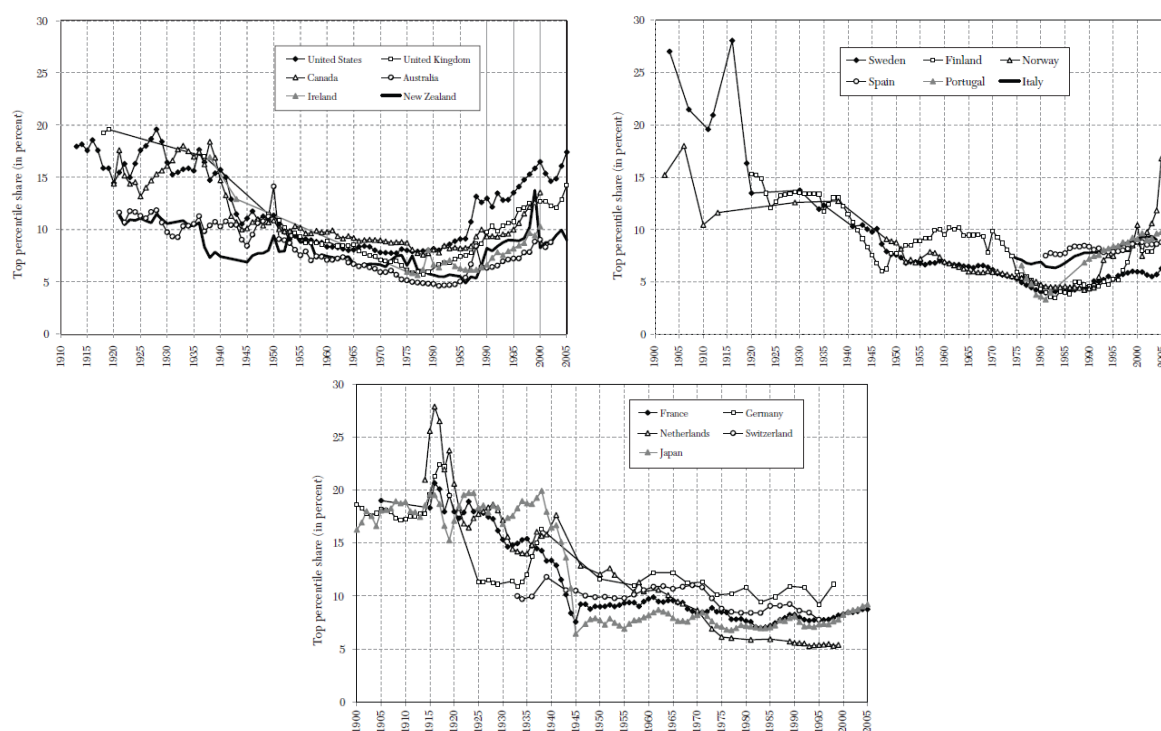 30
25
20
15
10
5
0
Top percentile share (in percent)
United States United Kingdom
Canada Australia
Ireland New Zealand
1910 1915 1920 1925 1930 1935 1940 1945 1950 1955 1960 1965 1970 1975 1980 1985 1990 1995 2000 2005
30
25
20
15
10
5
0
Top percentile share (in percent)
Sweden Finland Norway
Spain Portugal Italy
1900 1905 1910 1915 1920 1925 1930 1935 1940 1945 1950 1955 1960 1965 1970 1975 1980 1985 1990 1995 2000 2005
30
25
20
15
10
5
0
Top percentile share (in percent)
France Germany
Netherlands Switzerland
Japan
1900 1905 1910 1915 1920 1925 1930 1935 1940 1945 1950 1955 1960 1965 1970 1975 1980 1985 1990 1995 2000 2005